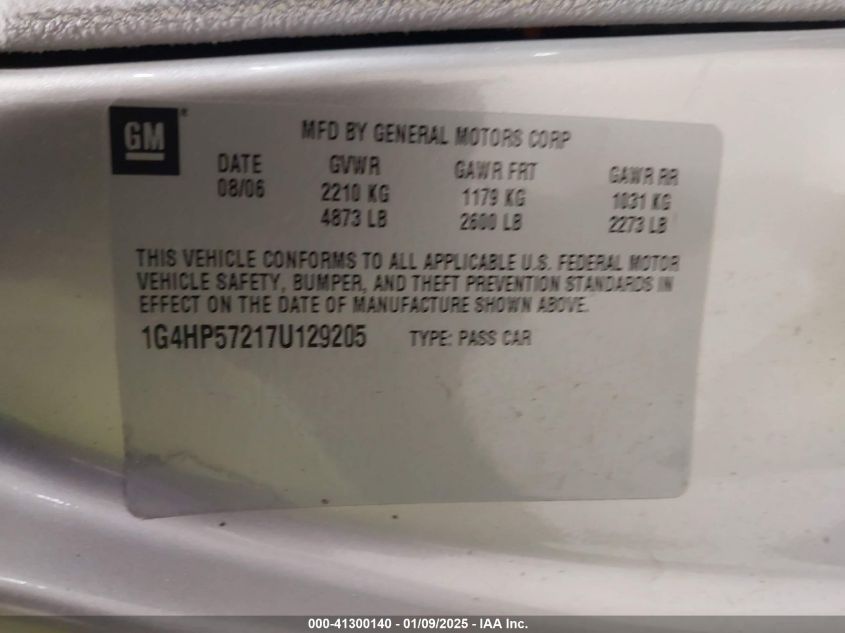 GM®
MFD BY GENERAL MOTORS CORP
DATE GVWR GAWR FRT GAWR RR
08/06 2210 KG 1179 KG 1031 KG
4873 LB 2600 LB 2273 LB
THIS VEHICLE CONFORMS TO ALL APPLICABLE U.S. FEDERAL MOTOR
VEHICLE SAFETY, BUMPER, AND THEFT PREVENTION STANDARDS IN
EFFECT ON THE DATE OF MANUFACTURE SHOWN ABOVE.
1G4HP57217U129205 TYPE: PASS CAR
000-41300140 - 01/09/2025 - IAA Inc.